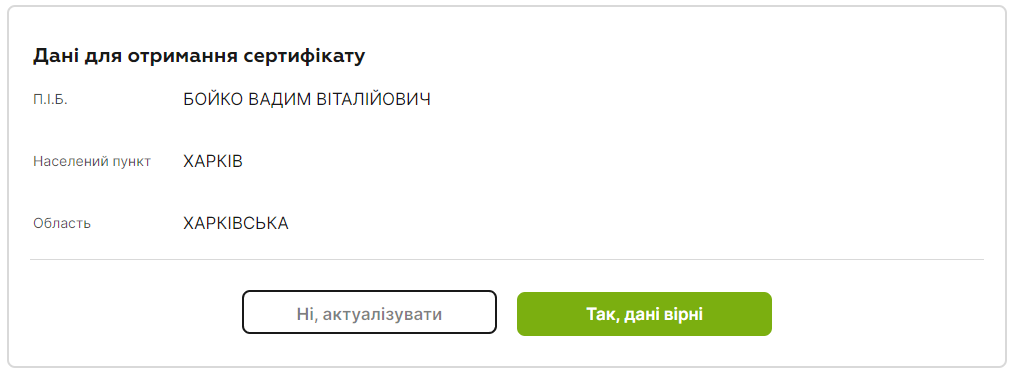 Дані для отримання сертифікату
П.І.Б. БОЙКО ВАДИМ ВІТАЛІЙОВИЧ
Населений пункт ХАРКІВ
Область ХАРКІВСЬКА
Ні, актуалізувати Так, дані вірні